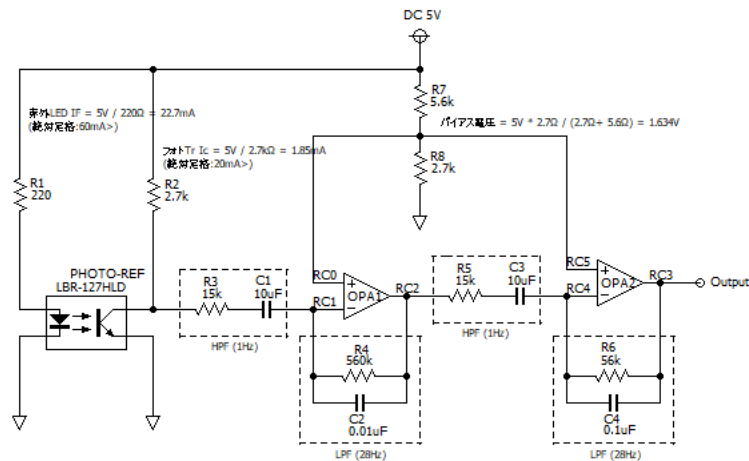 DC 5V
R7
5.6k
赤外LED IF = 5V / 220Ω = 22.7mA
(絶対定格:60mA>)
バイアス電圧 = 5V * 2.7Ω / (2.7Ω+ 5.6Ω) = 1.634V
フォトTr Ic = 5V / 2.7kΩ = 1.85mA
(絶対定格:20mA>)
R8
2.7k
R1
220
R2
2.7k
PHOTO-REF
LBR-127HLD
R3
15k
C1
10uF
HPF (1Hz)
RC0
RC1
+
-
OPA1
RC2
R5
15k
C3
10uF
HPF (1Hz)
RC5
RC4
+
-
OPA2
RC3
Output
R4
560k
C2
0.01uF
LPF (28Hz)
R6
56k
C4
0.1uF
LPF (28Hz)